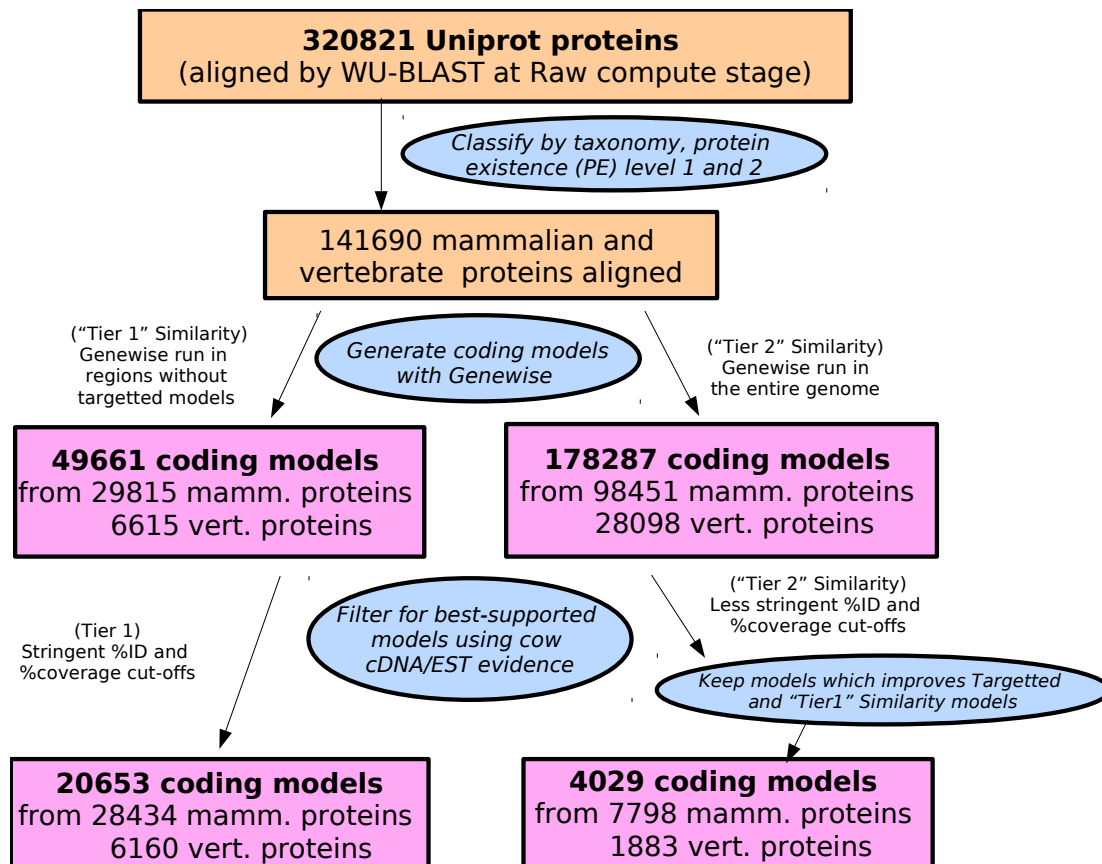 320821 Uniprot proteins
(aligned by WU-BLAST at Raw compute stage)
Classify by taxonomy, protein
existence (PE) level 1 and 2
141690 mammalian and
vertebrate proteins aligned
(“Tier 1” Similarity)
Genewise run in
regions without
targetted models
Generate coding models
with Genewise
(“Tier 2” Similarity)
Genewise run in
the entire genome
49661 coding models
from 29815 mamm. proteins
6615 vert. proteins
178287 coding models
from 98451 mamm. proteins
28098 vert. proteins
(Tier 1)
Stringent %ID and
%coverage cut-offs
Filter for best-supported
models using cow
cDNA/EST evidence
(“Tier 2” Similarity)
Less stringent %ID and
%coverage cut-offs
Keep models which improves Targetted
and “Tier1” Similarity models
20653 coding models
from 28434 mamm. proteins
6160 vert. proteins
4029 coding models
from 7798 mamm. proteins
1883 vert. proteins